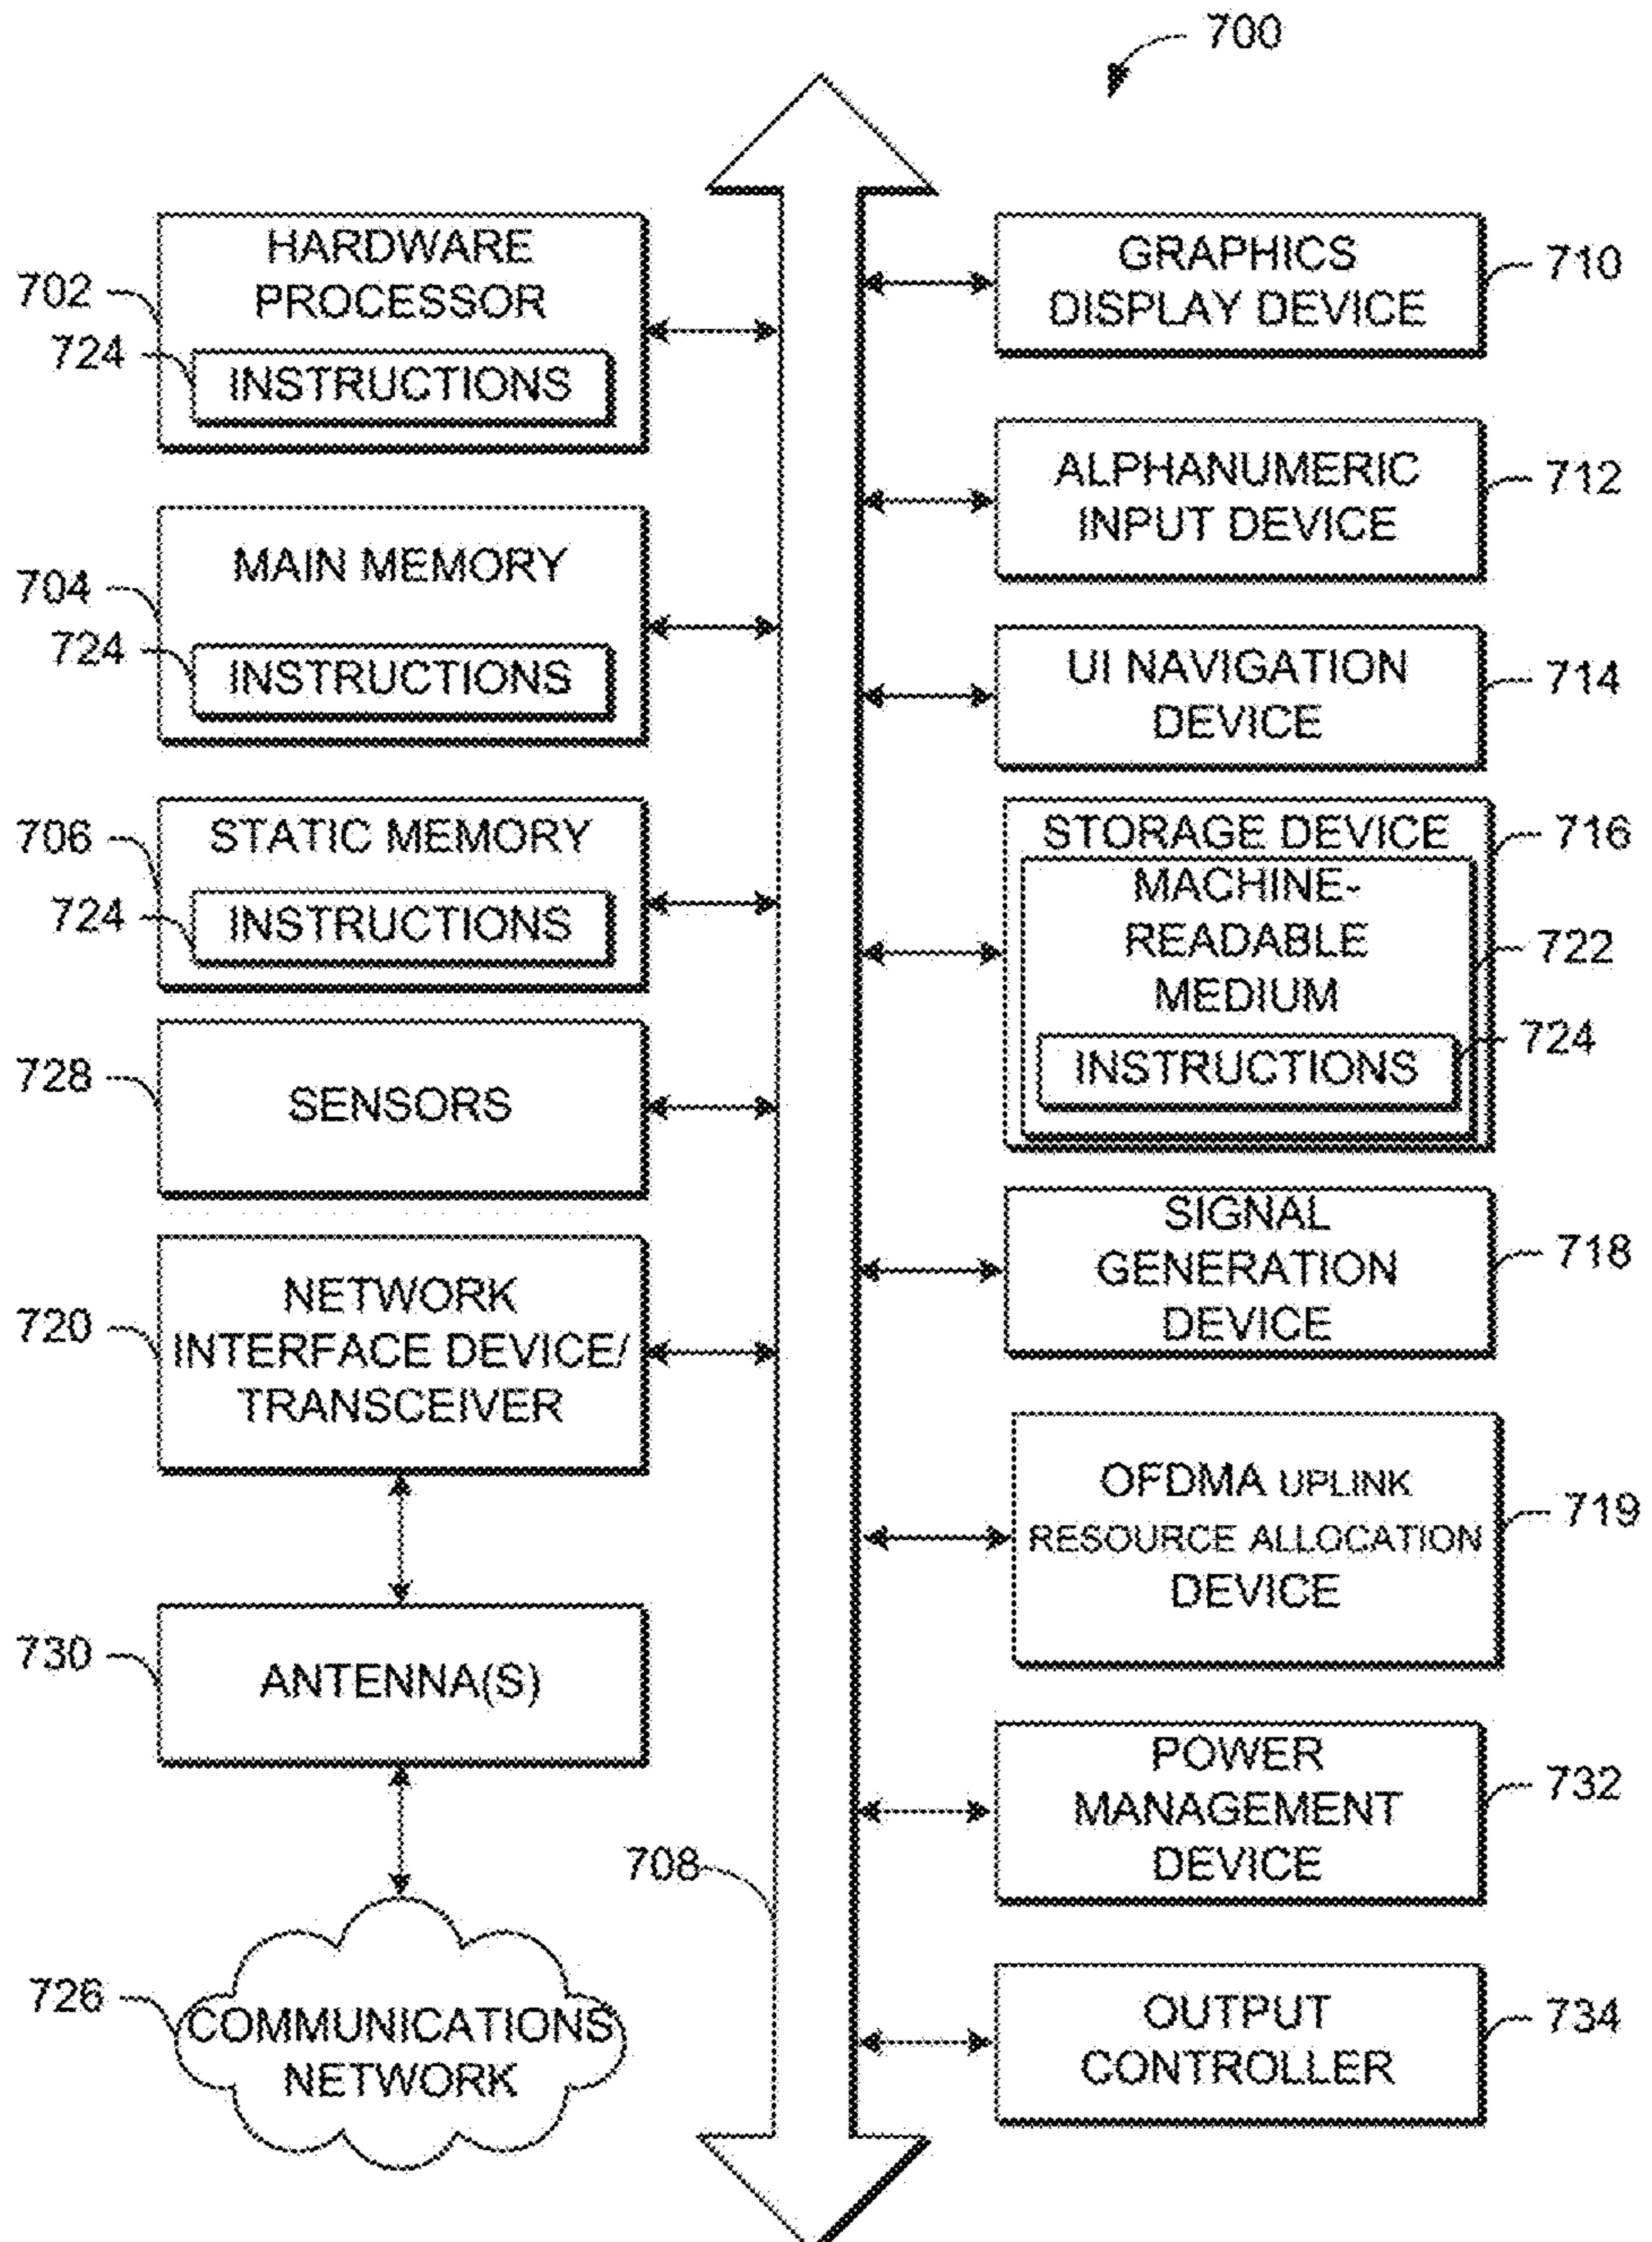 700
HARDWARE
PROCESSOR
702
724
INSTRUCTIONS
MAIN MEMORY
704
724
INSTRUCTIONS
STATIC MEMORY
706
724
INSTRUCTIONS
728
SENSORS
NETWORK
INTERFACE DEVICE/
TRANSCEIVER
720
730
ANTENNA(S)
708
726
COMMUNICATIONS
NETWORK
GRAPHICS
DISPLAY DEVICE
710
ALPHANUMERIC
INPUT DEVICE
712
UI NAVIGATION
DEVICE
714
STORAGE DEVICE
716
MACHINE-
READABLE
MEDIUM
722
724
INSTRUCTIONS
SIGNAL
GENERATION
DEVICE
718
OFDMA UPLINK
RESOURCE ALLOCATION
DEVICE
719
POWER
MANAGEMENT
DEVICE
732
OUTPUT
CONTROLLER
734